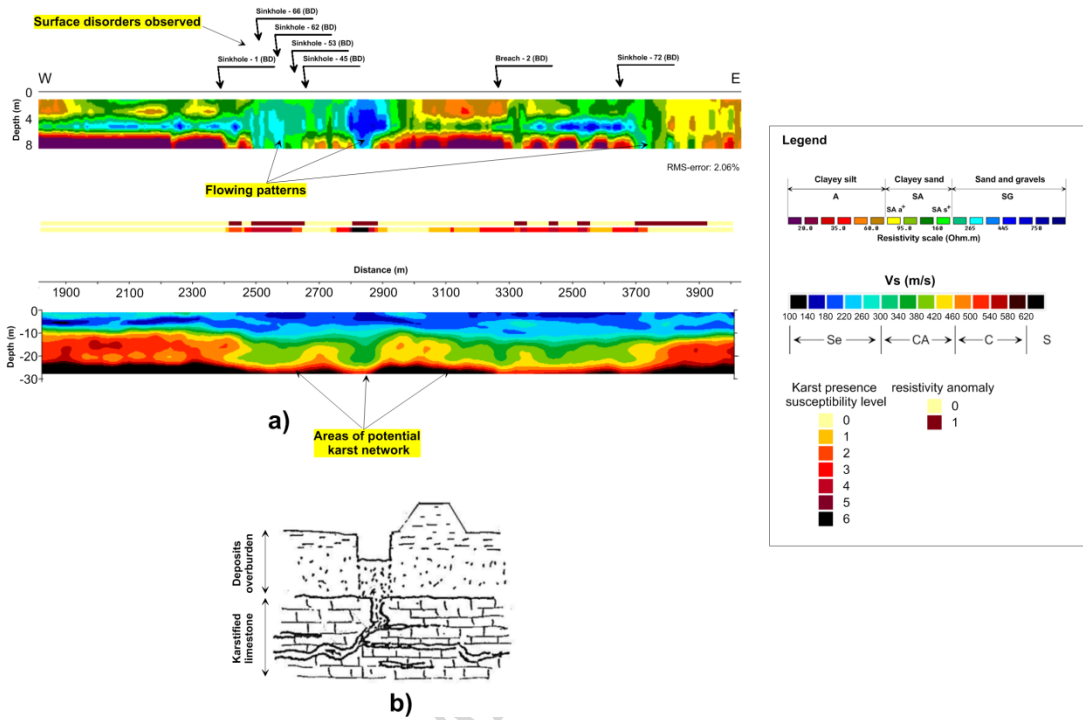 Surface disorders observed
Sinkhole - 66 (BD)
Sinkhole - 62 (BD)
Sinkhole - 53 (BD)
Sinkhole - 1 (BD)
Sinkhole - 45 (BD)
Breach - 2 (BD)
Sinkhole - 72 (BD)
W
E
Depth (m)
0
4
8
RMS-error: 2.06%
Flowing patterns
Distance (m)
1900 2100 2300 2500 2700 2900 3100 3300 3500 3700 3900
Depth (m)
0
-10
-20
-30
0
-10
-20
-30
a)
Areas of potential
karst network
Deposits
overburden
Karstified
limestone
b)
Legend
Clayey silt Clayey sand Sand and gravels
A SA SG
SA a+ SA s+
20.0 35.0 60.0 95.0 160 265 445 750
Resistivity scale (Ohm.m)
Vs (m/s)
100 140 180 220 260 300 340 380 420 460 500 540 580 620
Se CA C S
Karst presence
susceptibility level
0
1
2
3
4
5
6
resistivity anomaly
0
1